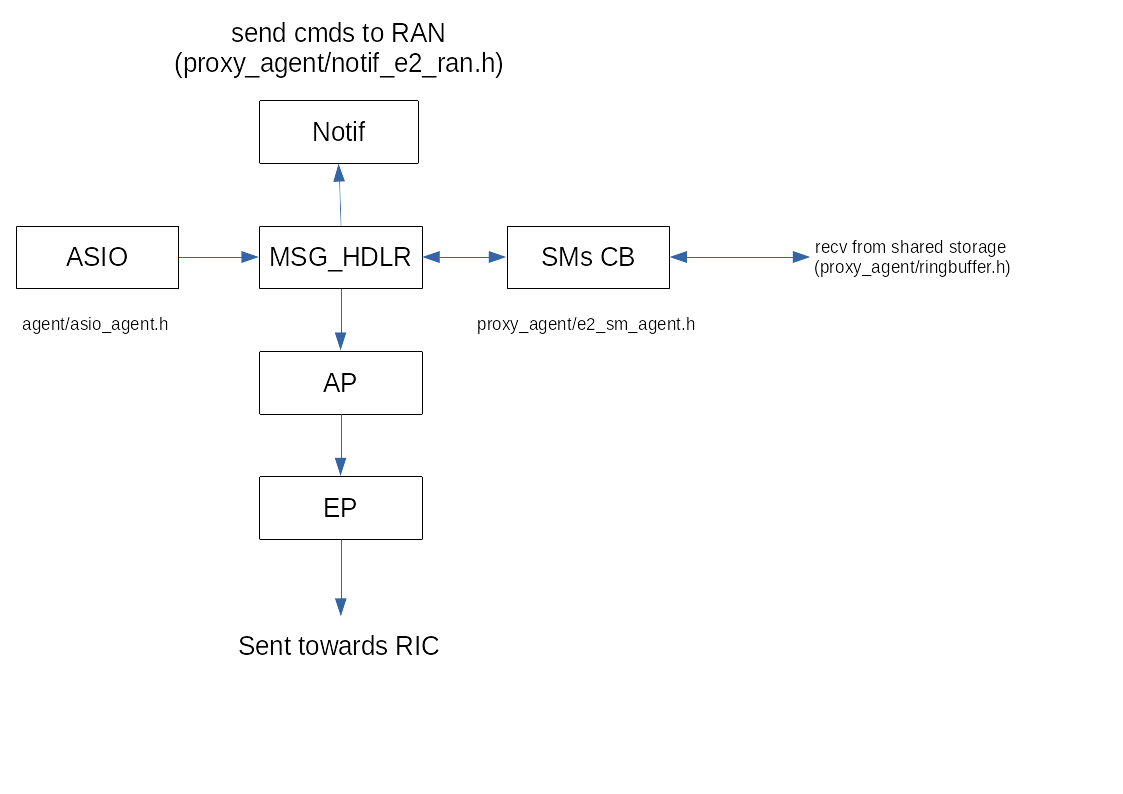 send cmds to RAN
(proxy_agent/notif_e2_ran.h)
Notif
ASIO
MSG_HDLR
SMs CB
recv from shared storage
(proxy_agent/ringbuffer.h)
agent/asio_agent.h
proxy_agent/e2_sm_agent.h
AP
EP
Sent towards RIC